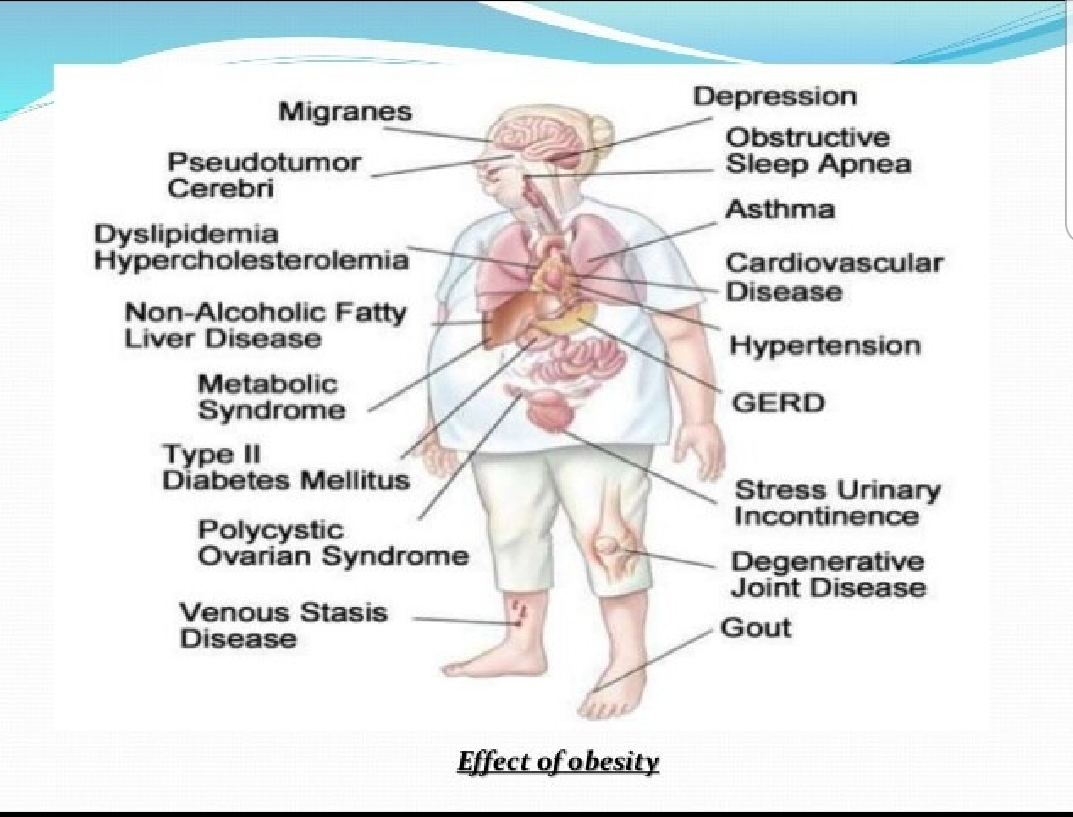 Migranes
Pseudotumor
Cerebri
Dyslipidemia
Hypercholesterolemia
Non-Alcoholic Fatty
Liver Disease
Metabolic
Syndrome
Type II
Diabetes Mellitus
Polycystic
Ovarian Syndrome
Venous Stasis
Disease
Depression
Obstructive
Sleep Apnea
Asthma
Cardiovascular
Disease
Hypertension
GERD
Stress Urinary
Incontinence
Degenerative
Joint Disease
Gout
Effect of obesity